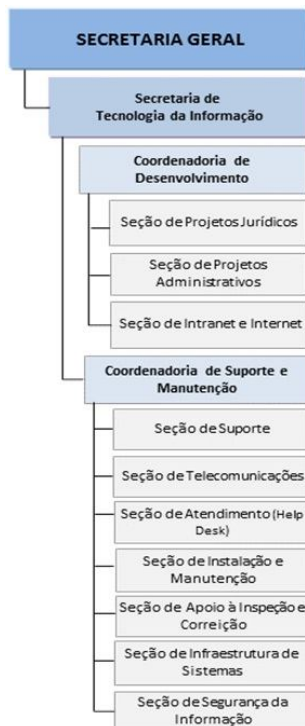 SECRETARIA GERAL
Secretaria de
Tecnologia da Informação
Coordenadoria de
Desenvolvimento
Seção de Projetos Jurídicos
Seção de Projetos
Administrativos
Seção de Intranet e Internet
Coordenadoria de Suporte e
Manutenção
Seção de Suporte
Seção de Telecomunicações
Seção de Atendimento (Help
Desk)
Seção de Instalação e
Manutenção
Seção de Apoio à Inspeção e
Correição
Seção de Infraestrutura de
Sistemas
Seção de Segurança da
Informação